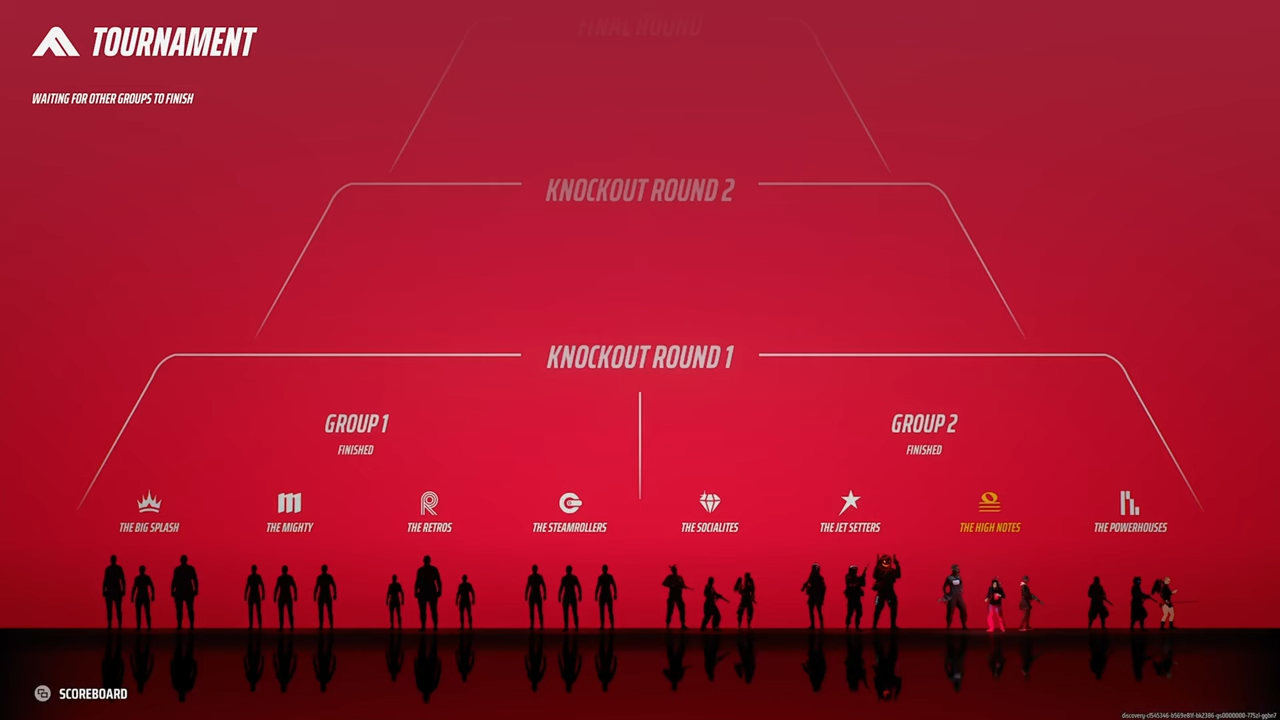 TOURNAMENT
WAITING FOR OTHER GROUPS TO FINISH
FINAL ROUND
KNOCKOUT ROUND 2
KNOCKOUT ROUND 1
GROUP 1
FINISHED
GROUP 2
FINISHED
THE BIG SPLASH
THE MIGHTY
THE RETROS
THE STEAMROLLERS
THE SOCIALITES
THE JET SETTERS
THE HIGH NOTES
THE POWERHOUSES
SCOREBOARD